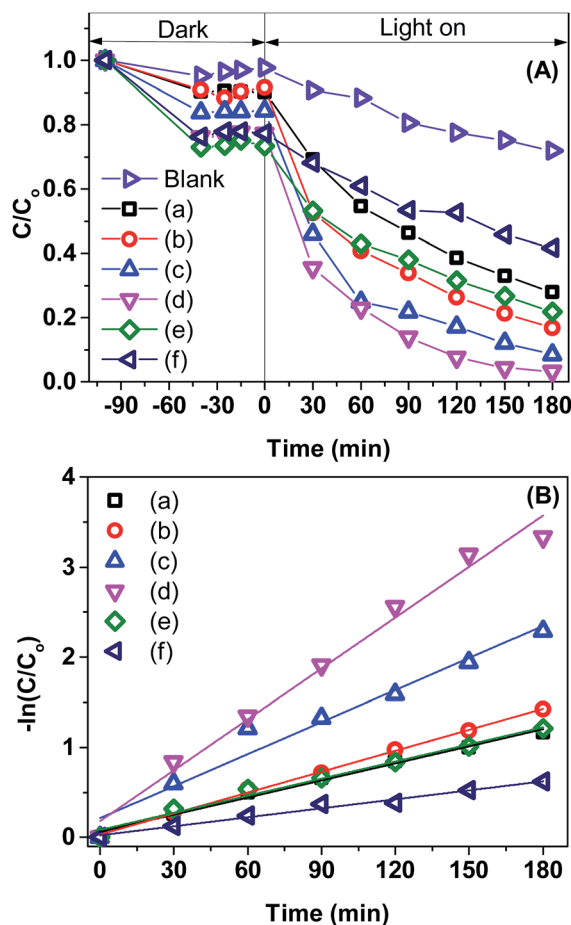 Dark
Light on
(A)
1.0
0.8
0.6
0.4
0.2
0.0
C/Co
Blank
(a)
(b)
(c)
(d)
(e)
(f)
-90 -60 -30 0 30 60 90 120 150 180
Time (min)
(B)
4
3
2
1
0
-ln(C/Co)
(a)
(b)
(c)
(d)
(e)
(f)
0 30 60 90 120 150 180
Time (min)